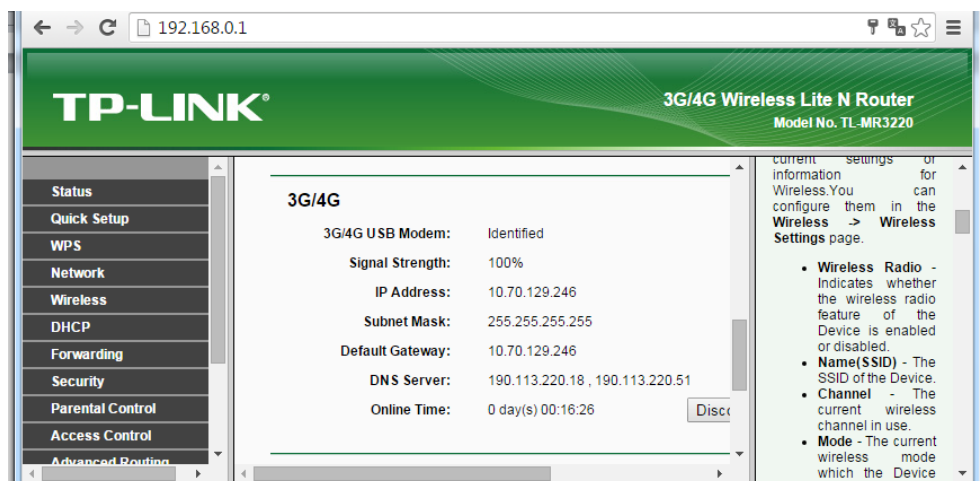 192.168.0.1
TP-LINK®
3G/4G Wireless Lite N Router
Model No. TL-MR3220
Status
Quick Setup
WPS
Network
Wireless
DHCP
Forwarding
Security
Parental Control
Access Control
Advanced Routing
3G/4G
3G/4G USB Modem: Identified
Signal Strength: 100%
IP Address: 10.70.129.246
Subnet Mask: 255.255.255.255
Default Gateway: 10.70.129.246
DNS Server: 190.113.220.18 , 190.113.220.51
Online Time: 0 day(s) 00:16:26 Disco
current settings or
information for
Wireless.You can
configure them in the
Wireless -> Wireless
Settings page.
• Wireless Radio -
Indicates whether
the wireless radio
feature of the
Device is enabled
or disabled.
• Name(SSID) - The
SSID of the Device.
• Channel - The
current wireless
channel in use.
• Mode - The current
wireless mode
which the Device